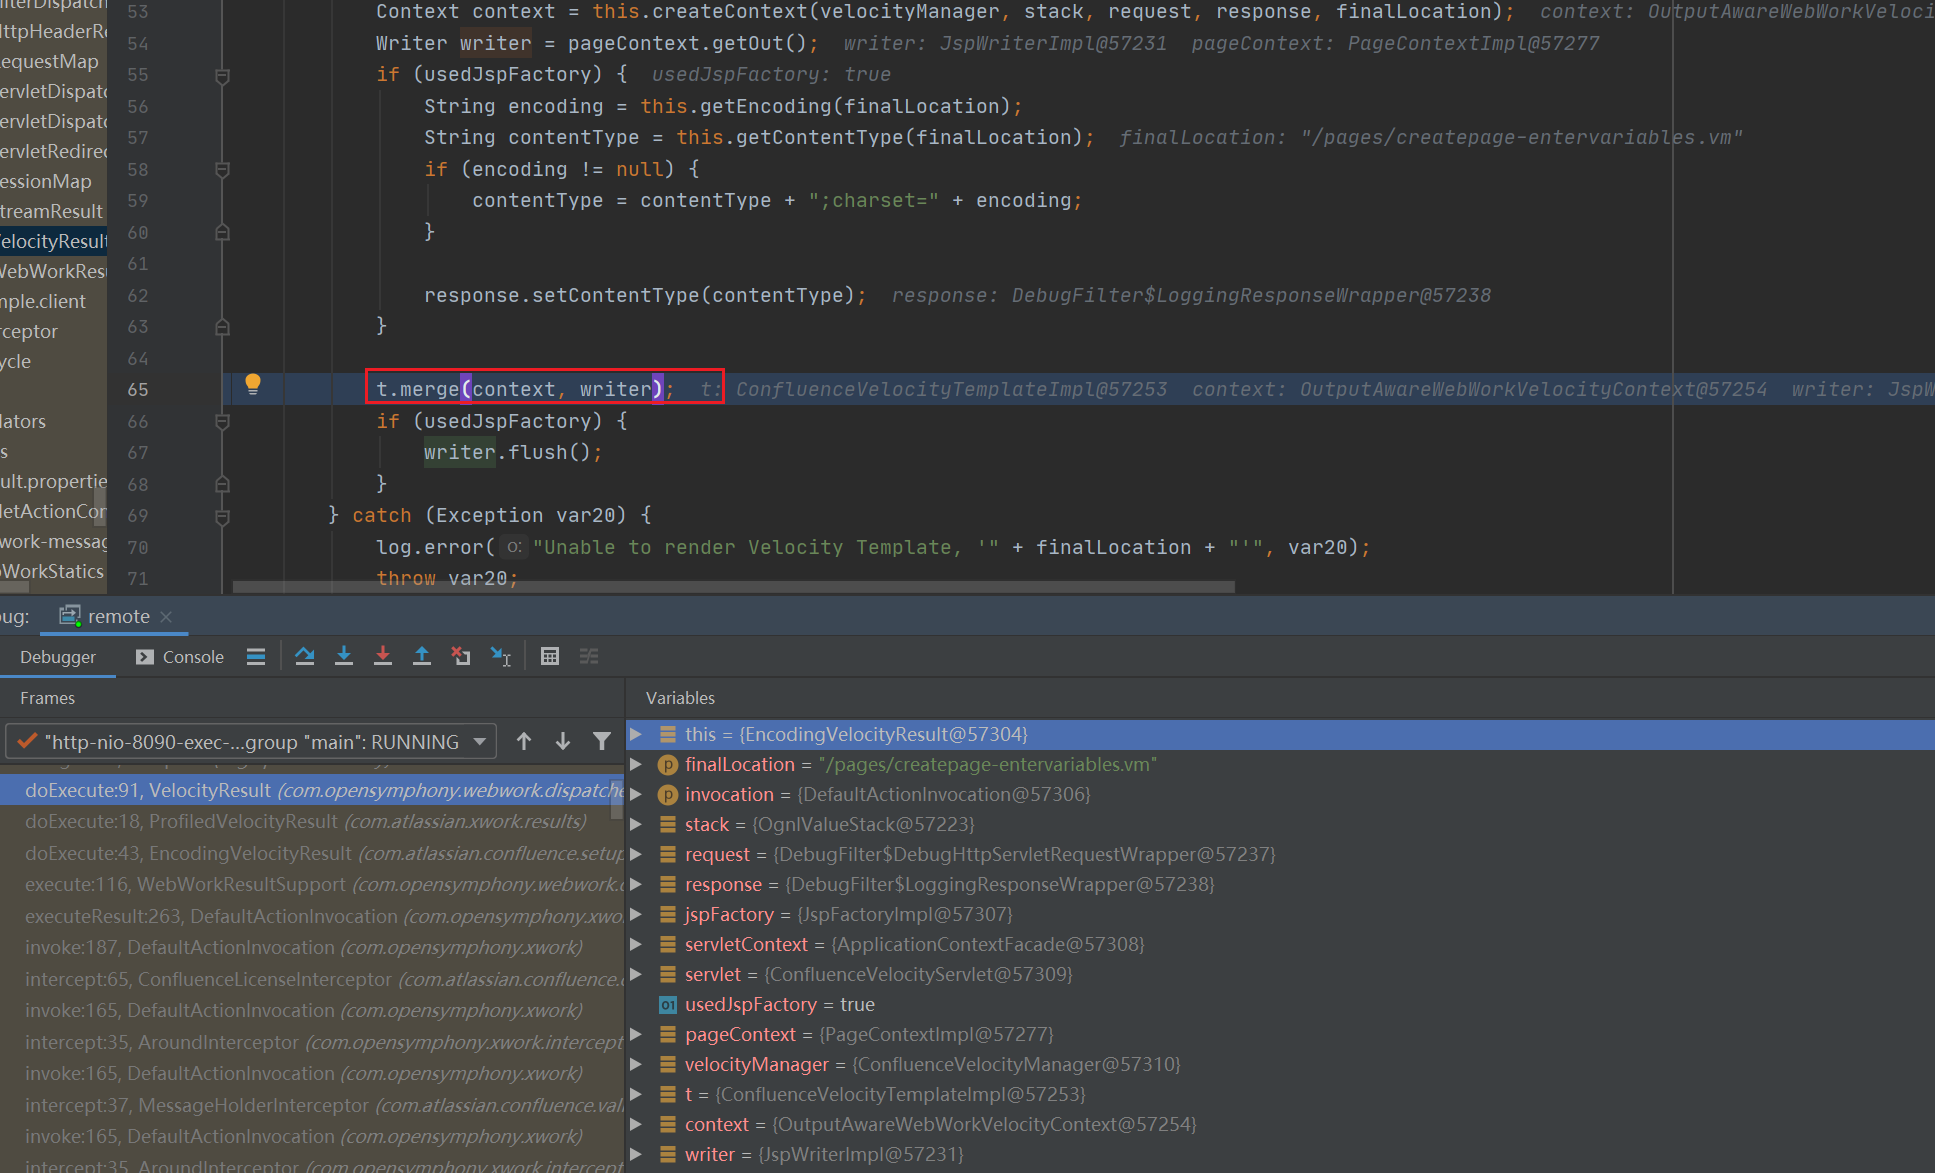 53 Context context = this.createContext(velocityManager, stack, request, response, finalLocation); context: OutputAwareWebWorkVeloci
54 Writer writer = pageContext.getOut(); writer: JspWriterImpl@57231 pageContext: PageContextImpl@57277
55 if (usedJspFactory) { usedJspFactory: true
56 String encoding = this.getEncoding(finalLocation);
57 String contentType = this.getContentType(finalLocation); finalLocation: "/pages/createpage-entervariables.vm"
58 if (encoding != null) {
59 contentType = contentType + ";charset=" + encoding;
60 }
61
62 response.setContentType(contentType); response: DebugFilter$LoggingResponseWrapper@57238
63 }
64
65 t.merge(context, writer); t: ConfluenceVelocityTemplateImpl@57253 context: OutputAwareWebWorkVelocityContext@57254 writer: JspW
66 if (usedJspFactory) {
67 writer.flush();
68 }
69 } catch (Exception var20) {
70 log.error( o: "Unable to render Velocity Template, '" + finalLocation + "'", var20);
71 throw var20;
ilterDispatch
HttpHeaderRe
equestMap
ervletDispatc
ervletDispatc
ervletRedirec
essionMap
treamResult
elocityResult
WebWorkResu
mple.client
rceptor
ycle
lators
s
ult.propertie
letActionCon
work-messag
oWorkStatics
ug: remote
Debugger Console
Frames
"http-nio-8090-exec-...group "main": RUNNING
doExecute:91, VelocityResult (com.opensymphony.webwork.dispatche
doExecute:18, ProfiledVelocityResult (com.atlassian.xwork.results)
doExecute:43, EncodingVelocityResult (com.atlassian.confluence.setup
execute:116, WebWorkResultSupport (com.opensymphony.webwork.d
executeResult:263, DefaultActionInvocation (com.opensymphony.xwo
invoke:187, DefaultActionInvocation (com.opensymphony.xwork)
intercept:65, ConfluenceLicenseInterceptor (com.atlassian.confluence.c
invoke:165, DefaultActionInvocation (com.opensymphony.xwork)
intercept:35, AroundInterceptor (com.opensymphony.xwork.intercept
invoke:165, DefaultActionInvocation (com.opensymphony.xwork)
intercept:37, MessageHolderInterceptor (com.atlassian.confluence.vali
invoke:165, DefaultActionInvocation (com.opensymphony.xwork)
intercept:35, AroundInterceptor (com.opensymphony.xwork.intercept
Variables
this = {EncodingVelocityResult@57304}
p finalLocation = "/pages/createpage-entervariables.vm"
p invocation = {DefaultActionInvocation@57306}
stack = {OgnlValueStack@57223}
request = {DebugFilter$DebugHttpServletRequestWrapper@57237}
response = {DebugFilter$LoggingResponseWrapper@57238}
jspFactory = {JspFactoryImpl@57307}
servletContext = {ApplicationContextFacade@57308}
servlet = {ConfluenceVelocityServlet@57309}
01 usedJspFactory = true
pageContext = {PageContextImpl@57277}
velocityManager = {ConfluenceVelocityManager@57310}
t = {ConfluenceVelocityTemplateImpl@57253}
context = {OutputAwareWebWorkVelocityContext@57254}
writer = {JspWriterImpl@57231}